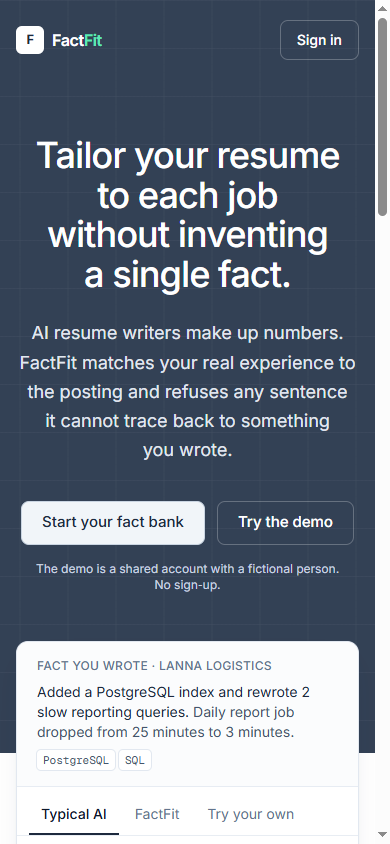 F FactFit
Sign in
Tailor your resume
to each job
without inventing
a single fact.
AI resume writers make up numbers.
FactFit matches your real experience to
the posting and refuses any sentence
it cannot trace back to something
you wrote.
Start your fact bank
Try the demo
The demo is a shared account with a fictional person.
No sign-up.
FACT YOU WROTE · LANNA LOGISTICS
Added a PostgreSQL index and rewrote 2
slow reporting queries. Daily report job
dropped from 25 minutes to 3 minutes.
PostgreSQL SQL
Typical AI FactFit Try your own